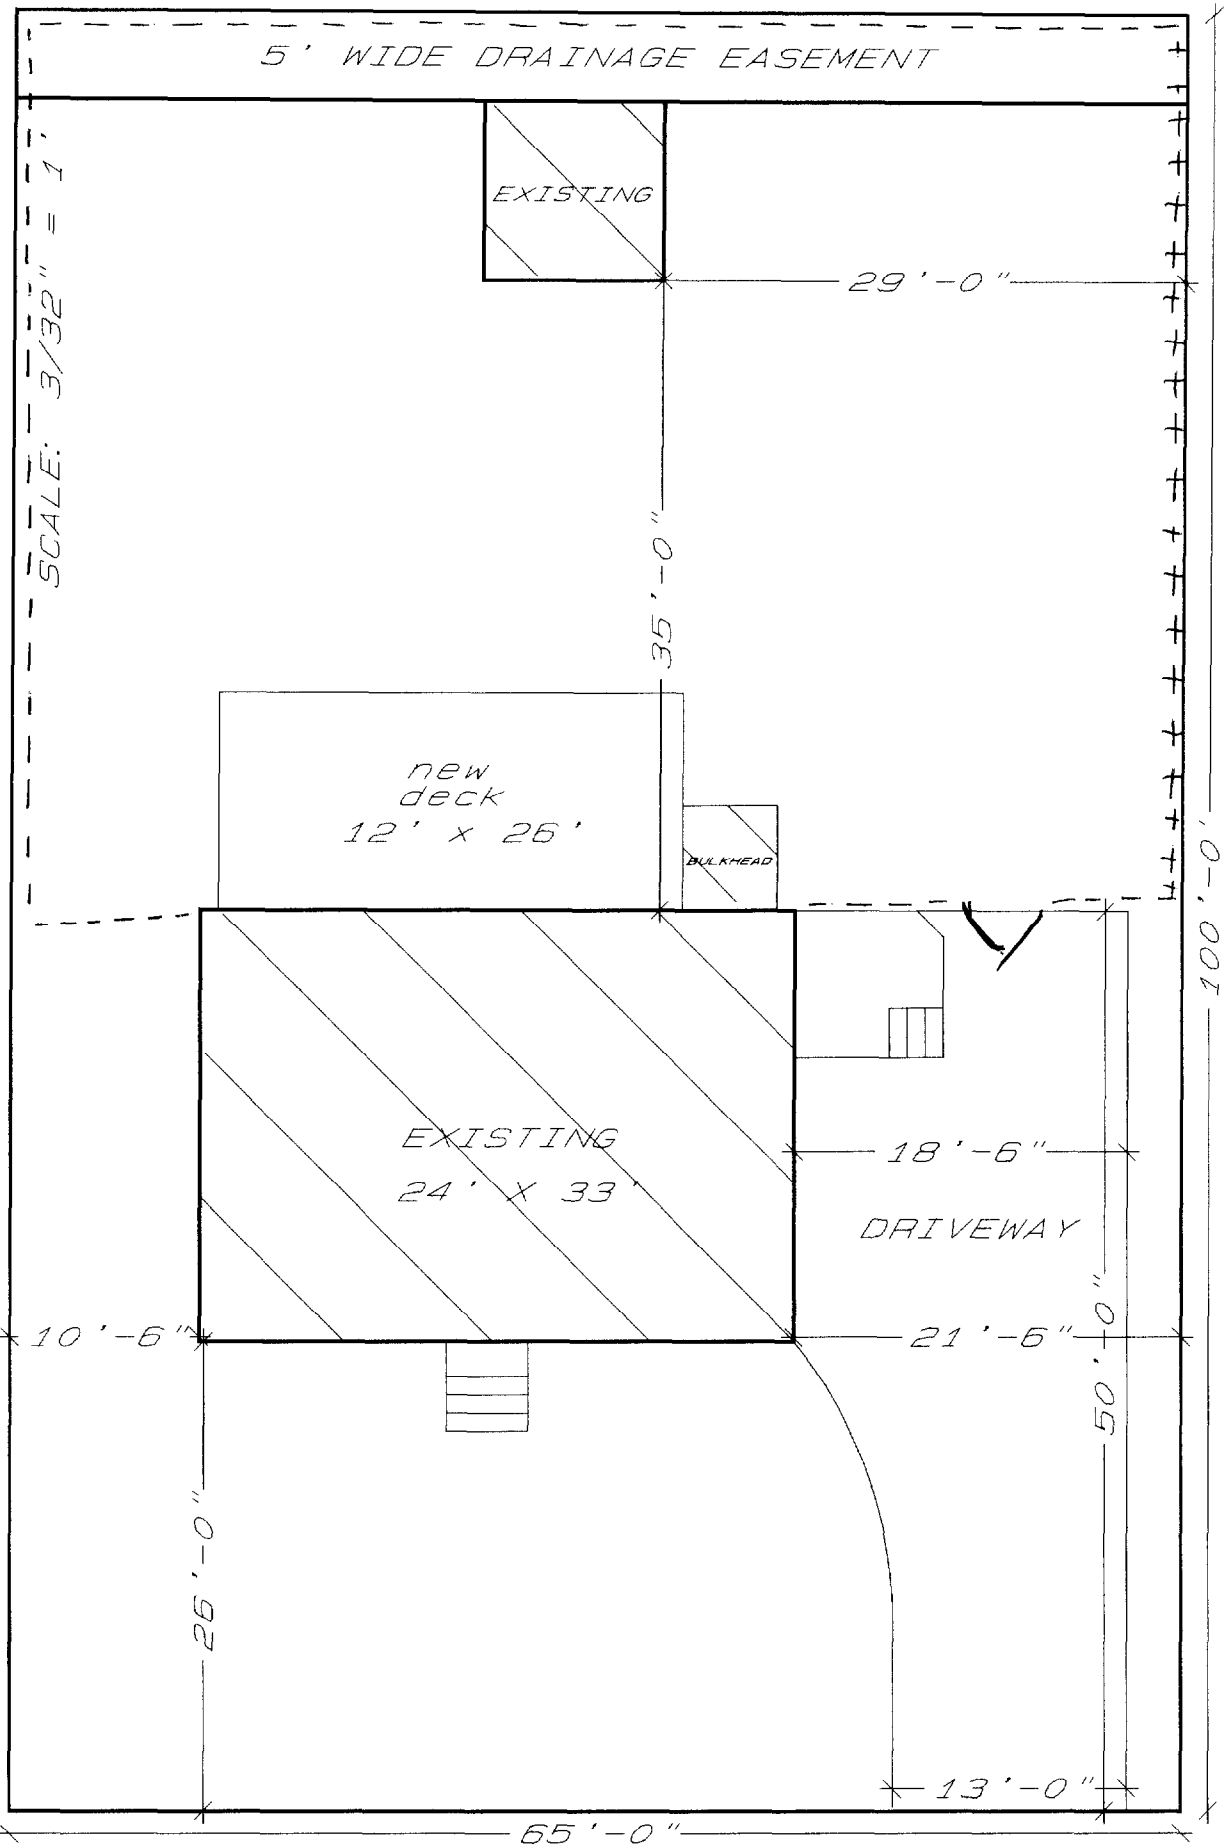 5' WIDE DRAINAGE EASEMENT
SCALE: 3/32" = 1'
EXISTING
29'-0"
35'-0"
new
deck
12' x 26'
BULKHEAD
100'-0"
EXISTING
24' X 33'
18'-6"
DRIVEWAY
10'-6"
21'-6"
50'-0"
26'-0"
13'-0"
65'-0"